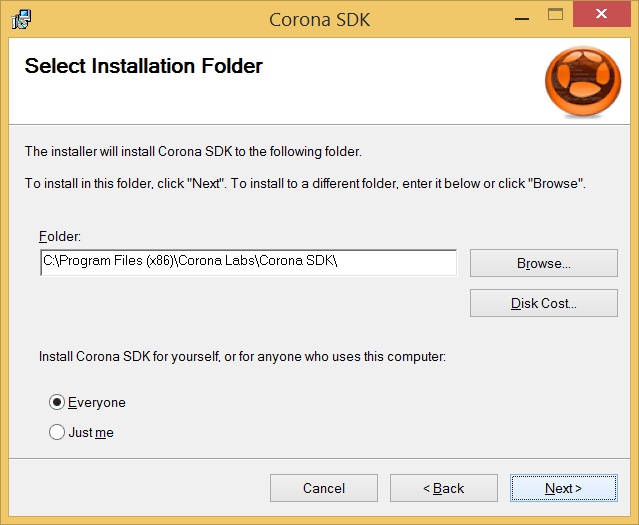 Corona SDK
Select Installation Folder
The installer will install Corona SDK to the following folder.
To install in this folder, click "Next". To install to a different folder, enter it below or click "Browse".
Folder:
C:\Program Files (x86)\Corona Labs\Corona SDK\
Browse...
Disk Cost...
Install Corona SDK for yourself, or for anyone who uses this computer:
Everyone
Just me
Cancel
< Back
Next >